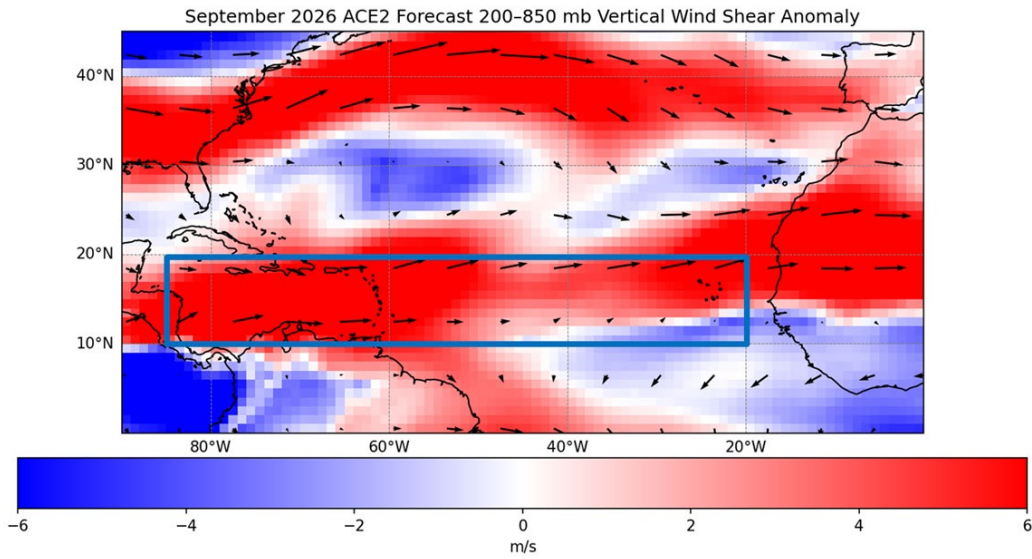 September 2026 ACE2 Forecast 200–850 mb Vertical Wind Shear Anomaly
40°N
30°N
20°N
10°N
80°W 60°W 40°W 20°W
−6 −4 −2 0 2 4 6
m/s